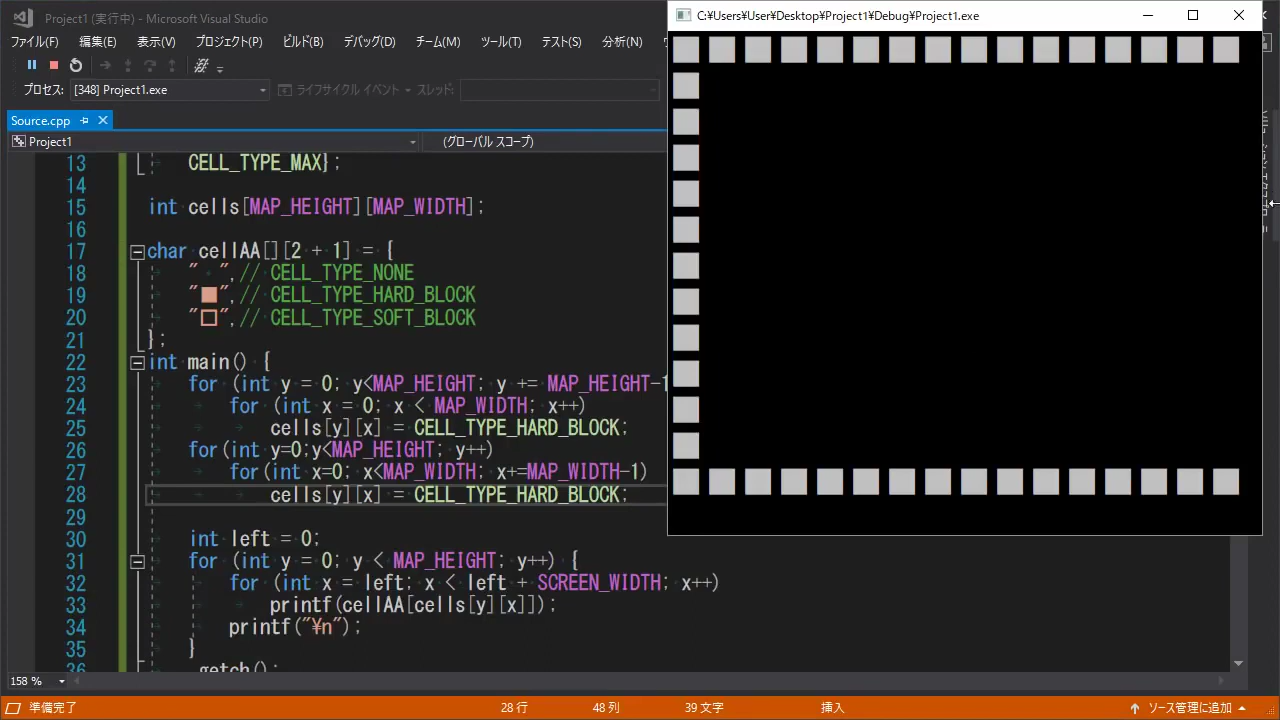 Project1 (実行中) - Microsoft Visual Studio
C:¥Users¥User¥Desktop¥Project1¥Debug¥Project1.exe
ファイル(F) 編集(E) 表示(V) プロジェクト(P) ビルド(B) デバッグ(D) チーム(M) ツール(T) テスト(S) 分析(N)
プロセス: [348] Project1.exe ライフサイクル イベント スレッド:
Source.cpp
Project1 (グローバル スコープ)
13 CELL_TYPE_MAX};
14
15 int cells[MAP_HEIGHT][MAP_WIDTH];
16
17 char cellAA[][2 + 1] = {
18 "　",// CELL_TYPE_NONE
19 "■",// CELL_TYPE_HARD_BLOCK
20 "□",// CELL_TYPE_SOFT_BLOCK
21 };
22 int main() {
23 for (int y = 0; y<MAP_HEIGHT; y += MAP_HEIGHT-1
24 for (int x = 0; x < MAP_WIDTH; x++)
25 cells[y][x] = CELL_TYPE_HARD_BLOCK;
26 for(int y=0;y<MAP_HEIGHT; y++)
27 for(int x=0; x<MAP_WIDTH; x+=MAP_WIDTH-1)
28 cells[y][x] = CELL_TYPE_HARD_BLOCK;
30 int left = 0;
31 for (int y = 0; y < MAP_HEIGHT; y++) {
32 for (int x = left; x < left + SCREEN_WIDTH; x++)
33 printf(cellAA[cells[y][x]]);
34 printf("¥n");
35 }
36 _getch();
158 %
準備完了 28 行 48 列 39 文字 挿入 ソース管理に追加